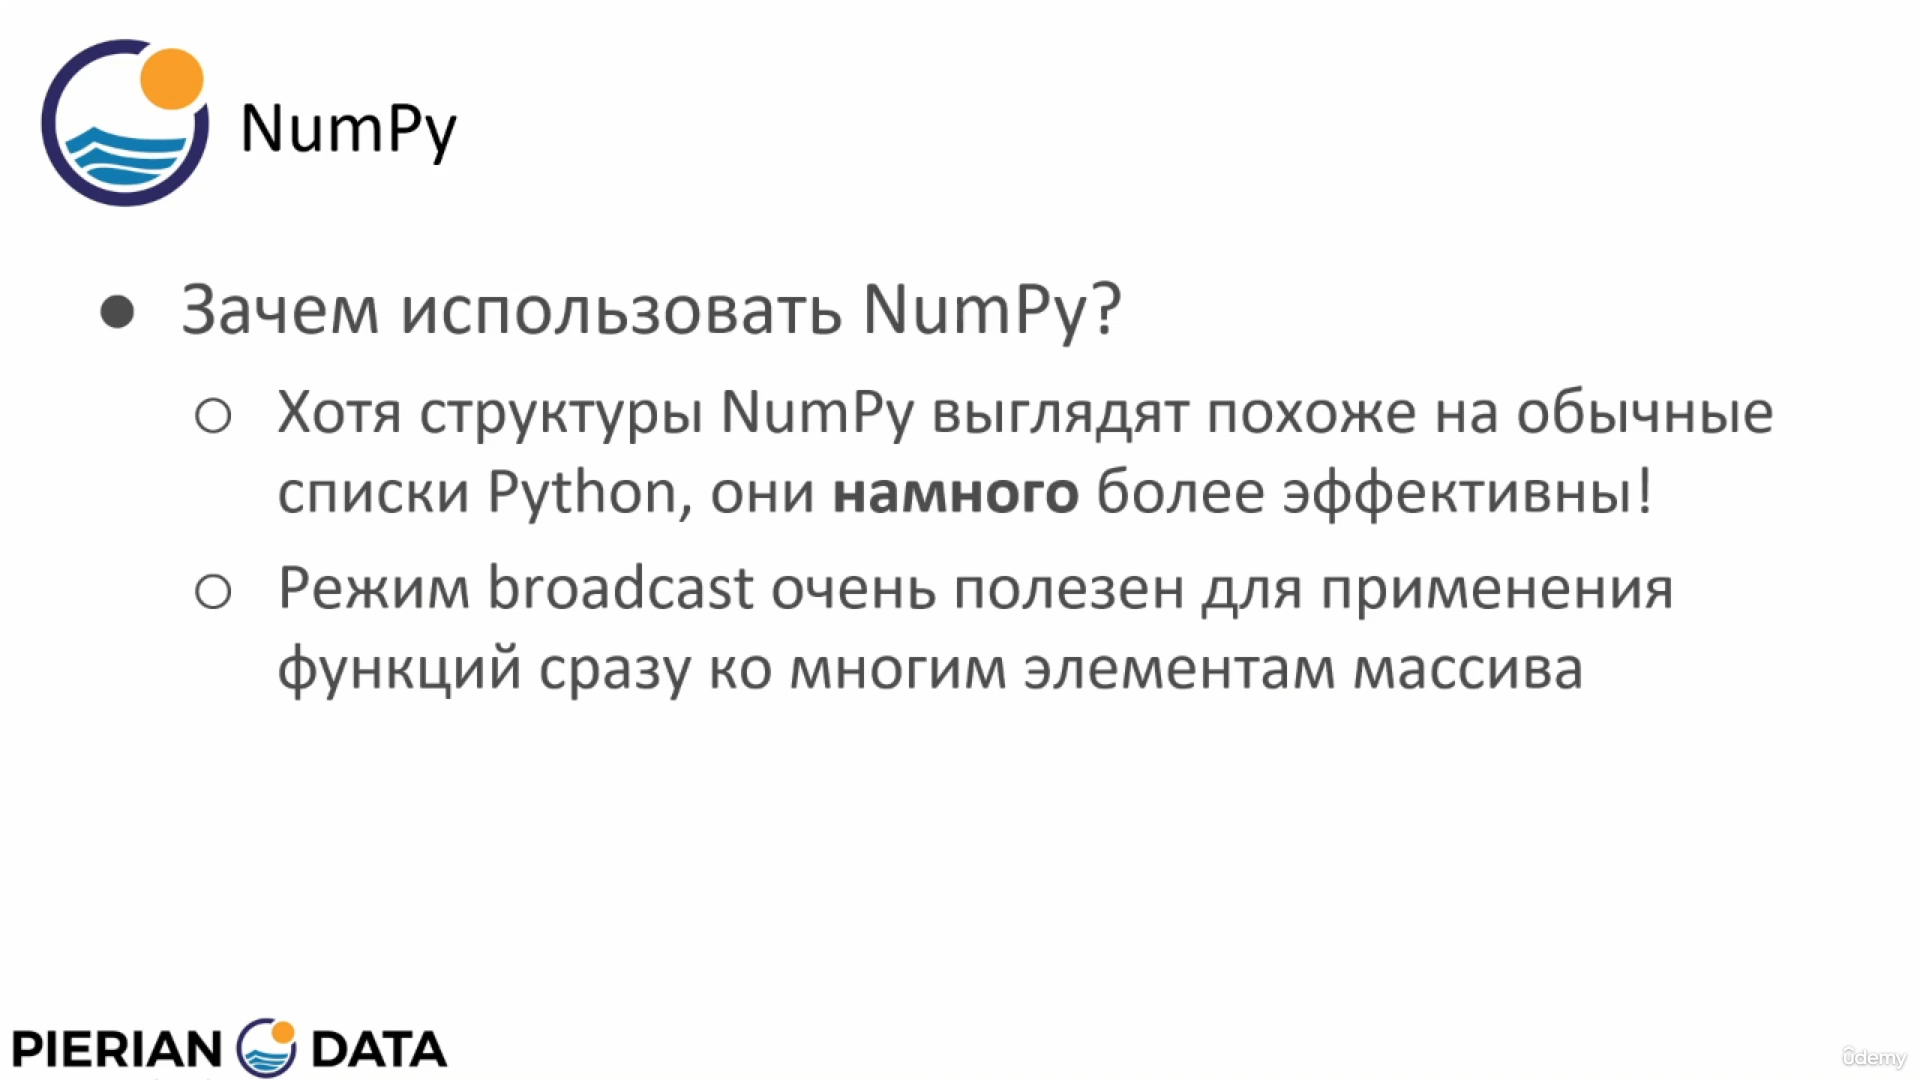 NumPy
● Зачем использовать NumPy?
○ Хотя структуры NumPy выглядят похоже на обычные
списки Python, они намного более эффективны!
○ Режим broadcast очень полезен для применения
функций сразу ко многим элементам массива
PIERIAN DATA
ûdemy